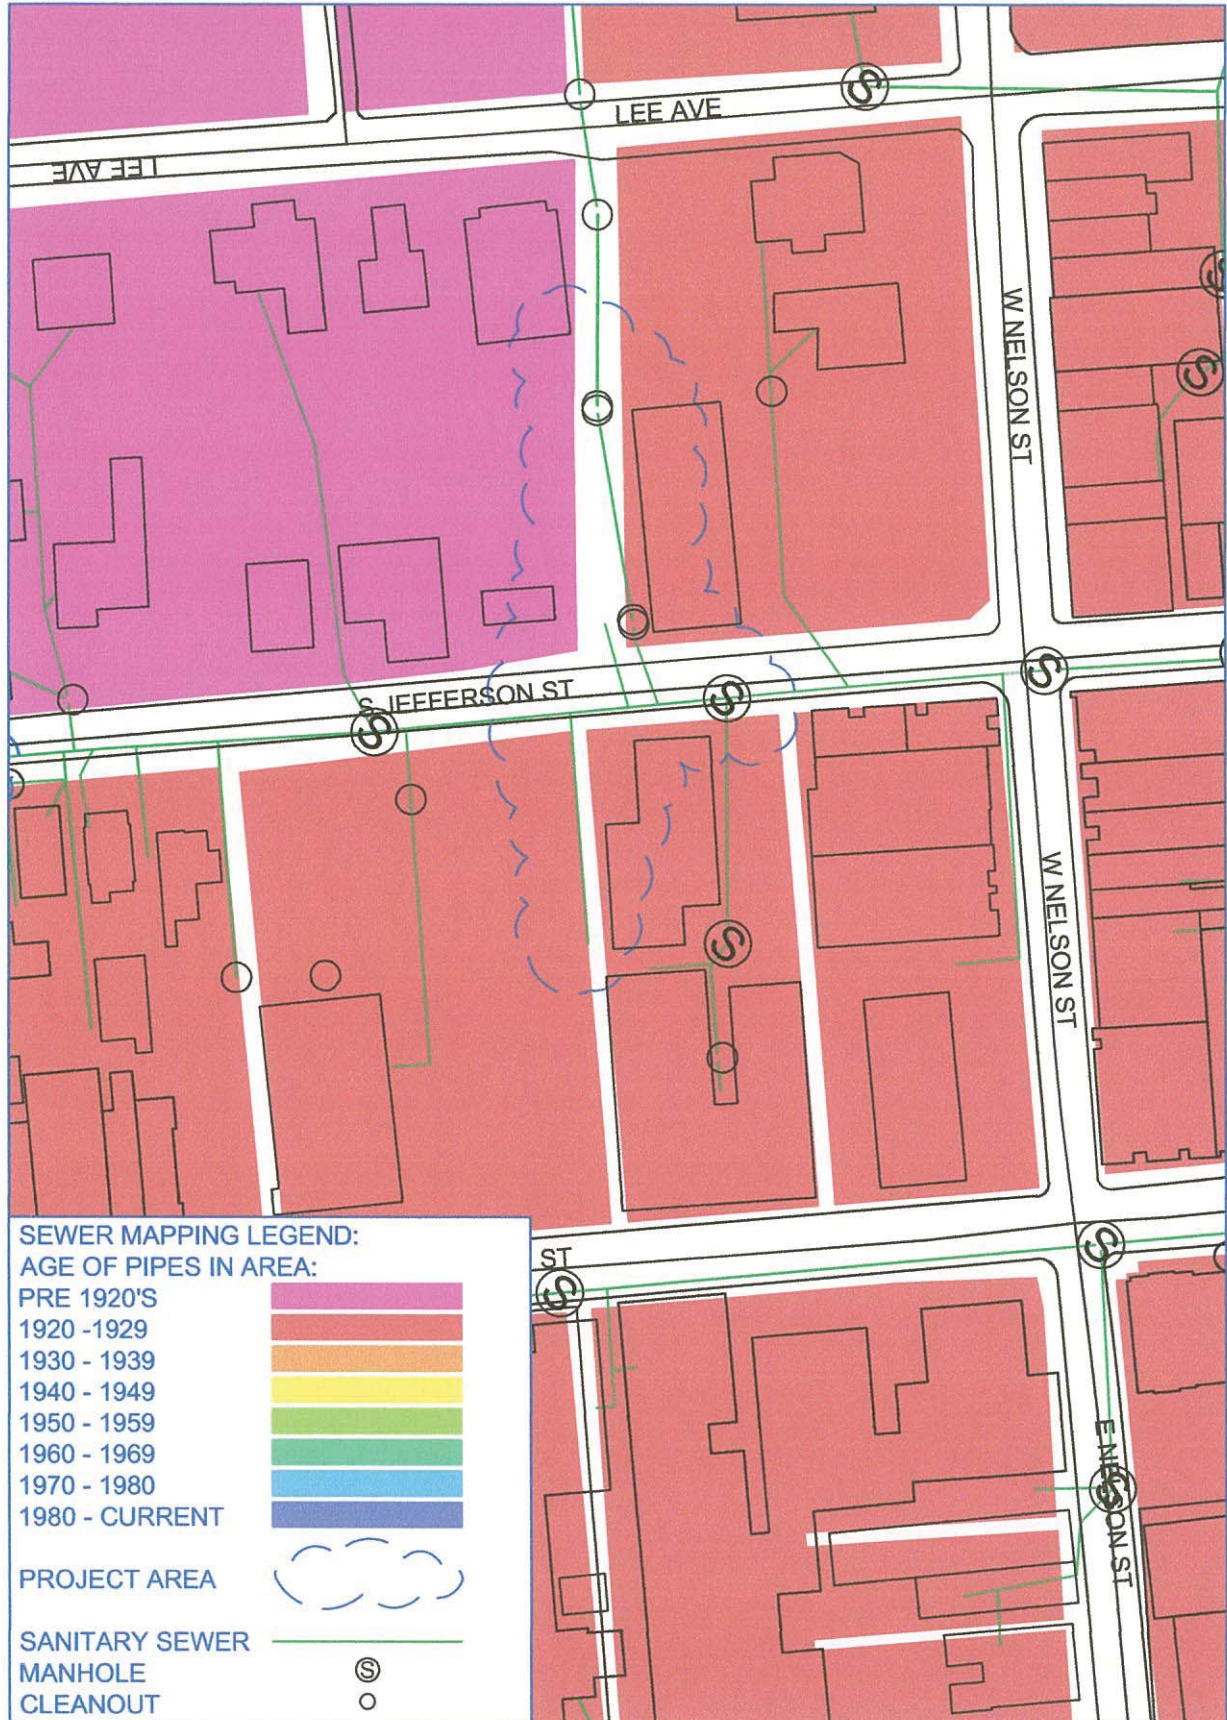 LEE AVE
S
LEE AVE
S
W NELSON ST
S
S
S JEFFERSON ST
S
S
W NELSON ST
S
S
ST
S
E NELSON ST
S
SEWER MAPPING LEGEND:
AGE OF PIPES IN AREA:
PRE 1920'S
1920 -1929
1930 - 1939
1940 - 1949
1950 - 1959
1960 - 1969
1970 - 1980
1980 - CURRENT
PROJECT AREA
SANITARY SEWER
MANHOLE S
CLEANOUT